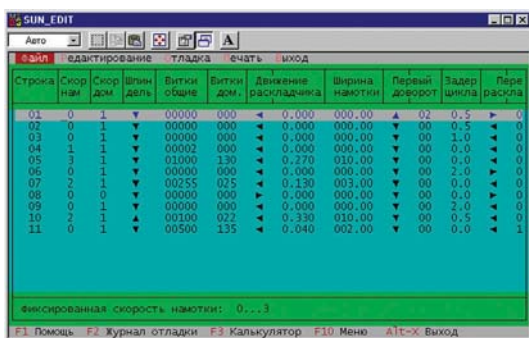 SUN_EDIT
Авто
A
Файл Редактирование Отладка Печать Выход
Строка Скор Скор Шпин Витки Витки Движение Ширина Первый Задер Пере
нам дом дель общие дом. раскладчика намотки доворот цикла раскла
01 _0 1 ▼ 00000 000 ◄ 0.000 000.00 ▲ 02 0.5 ► 0
02 0 1 ▼ 00000 000 ◄ 0.000 000.00 ▼ 00 0.5 ◄ 0
03 0 1 ▼ 00000 000 ◄ 0.000 000.00 ▼ 00 1.0 ◄ 0
04 1 1 ▼ 00002 000 ◄ 0.000 000.00 ▼ 00 0.0 ◄ 0
05 3 1 ▼ 01000 130 ◄ 0.270 010.00 ▼ 00 0.0 ◄ 0
06 0 1 ▼ 00000 000 ◄ 0.000 000.00 ▼ 00 2.0 ► 0
07 2 1 ▼ 00255 025 ◄ 0.130 003.00 ▼ 00 0.0 ◄ 0
08 0 0 ▼ 00000 000 ► 0.000 000.00 ▼ 00 0.0 ◄ 0
09 0 1 ▼ 00000 000 ◄ 0.000 000.00 ▼ 00 2.0 ► 0
10 2 1 ▲ 00100 022 ◄ 0.330 010.00 ▼ 00 0.5 ◄ 0
11 0 1 ▼ 00500 135 ◄ 0.040 002.00 ▼ 00 0.0 ◄ 1
Фиксированная скорость намотки: 0...3
F1 Помощь F2 Журнал отладки F3 Калькулятор F10 Меню Alt-X Выход